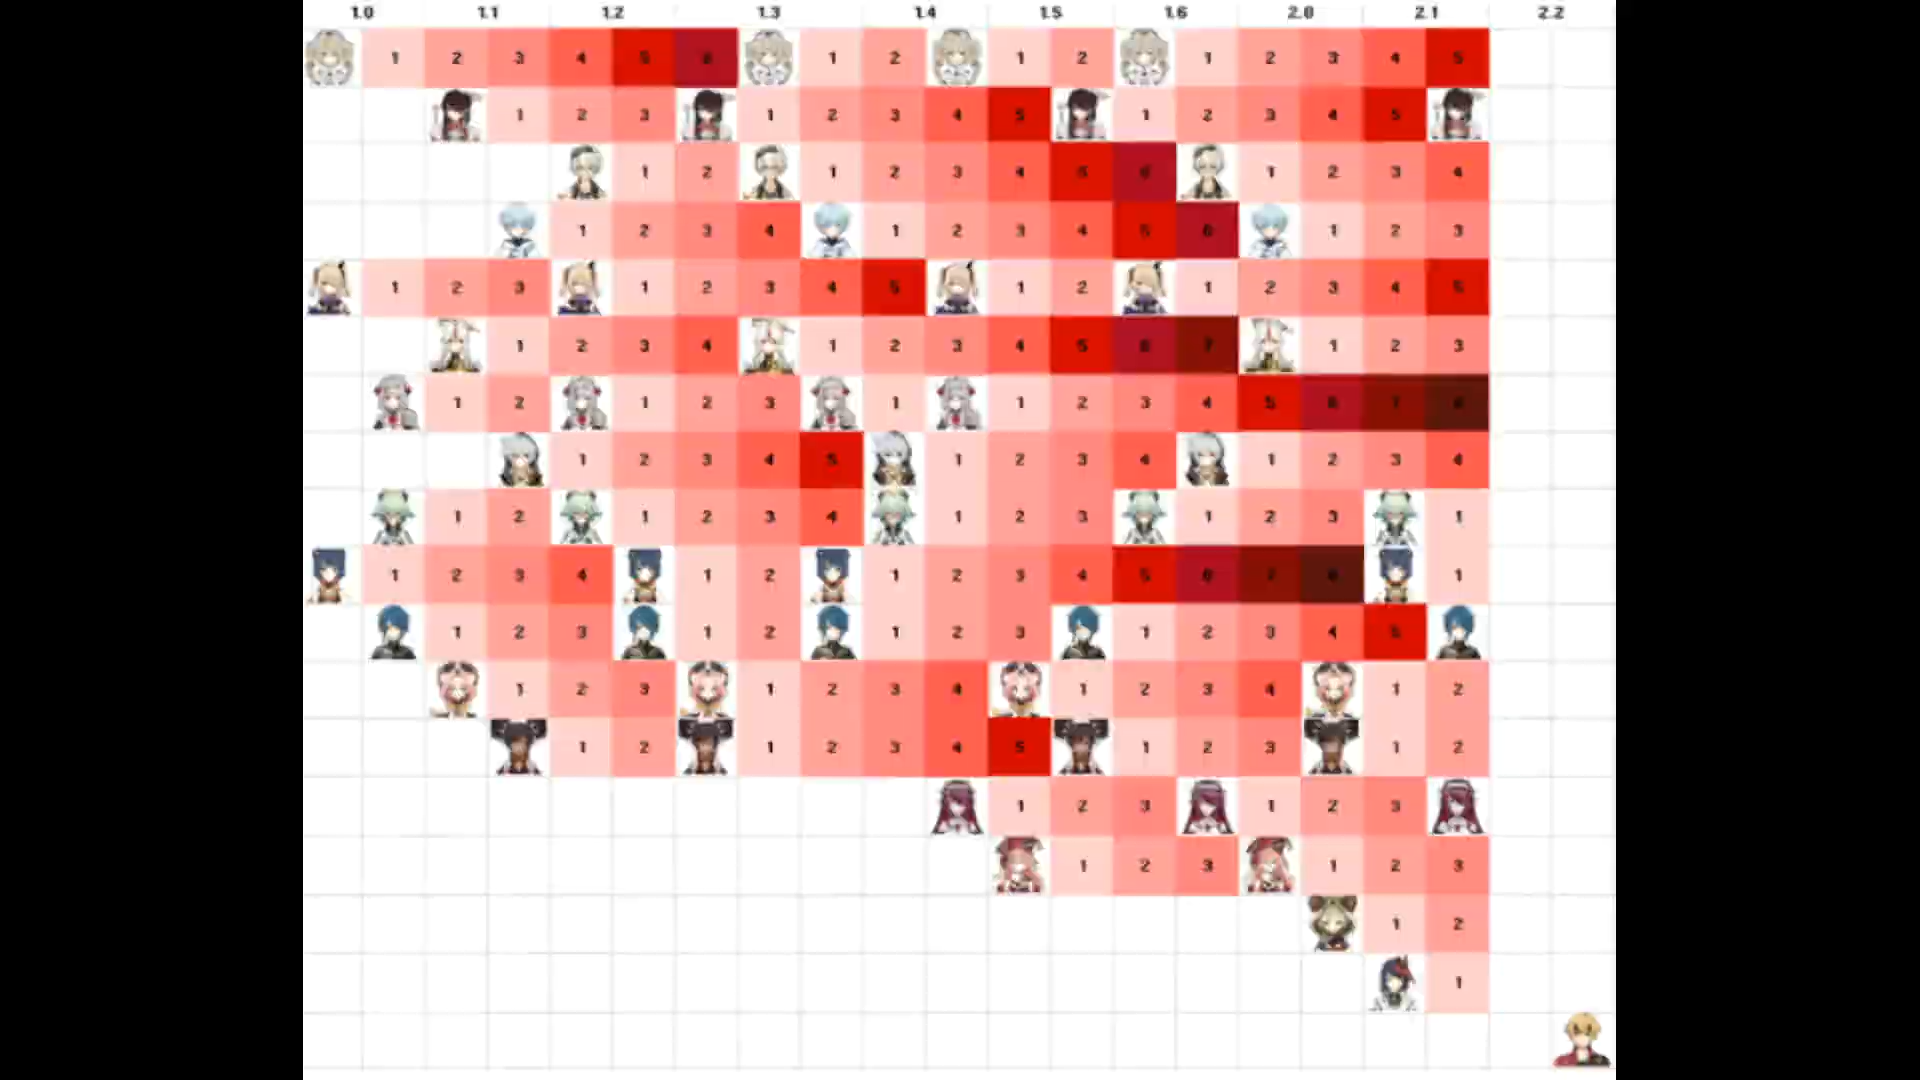 1.0 1.1 1.2 1.3 1.4 1.5 1.6 2.0 2.1 2.2
1 2 3 4 5 6 1 2 1 2 1 2 3 4 5
1 2 3 1 2 3 4 5 1 2 3 4 5
1 2 1 2 3 4 5 6 1 2 3 4
1 2 3 4 1 2 3 4 5 6 1 2 3
1 2 3 1 2 3 4 5 1 2 1 2 3 4 5
1 2 3 4 1 2 3 4 5 6 7 1 2 3
1 2 1 2 3 1 1 2 3 4 5 6 7 8
1 2 3 4 5 1 2 3 4 1 2 3 4
1 2 1 2 3 4 1 2 3 1 2 3 1
1 2 3 4 1 2 1 2 3 4 5 6 7 8 1
1 2 3 1 2 1 2 3 1 2 3 4 5
1 2 3 1 2 3 4 1 2 3 4 1 2
1 2 1 2 3 4 5 1 2 3 1 2
1 2 3 1 2 3
1 2 3 1 2 3
1 2
1